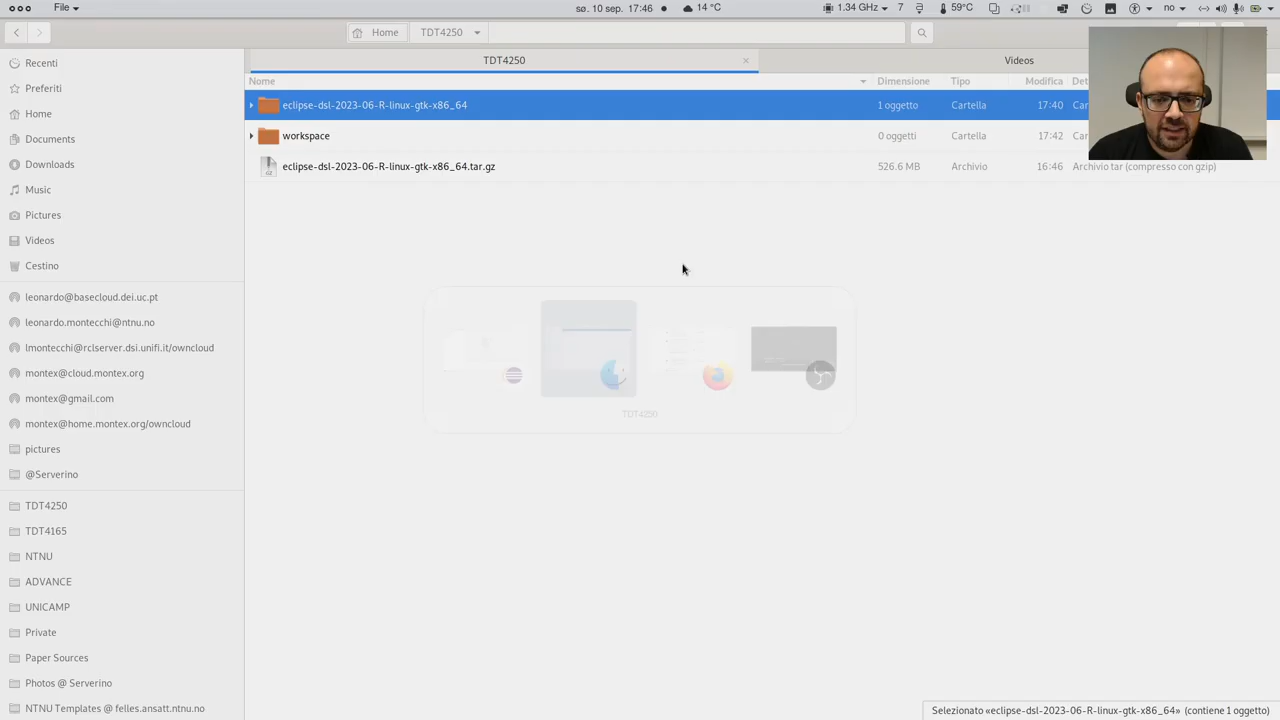 File
sø. 10 sep. 17:46
14 °C
1.34 GHz
7
59°C
no
Home
TDT4250
TDT4250
Videos
Nome
Dimensione
Tipo
Modifica
eclipse-dsl-2023-06-R-linux-gtk-x86_64
1 oggetto
Cartella
17:40
workspace
0 oggetti
Cartella
17:42
eclipse-dsl-2023-06-R-linux-gtk-x86_64.tar.gz
526.6 MB
Archivio
16:46
Archivio tar (compresso con gzip)
Recenti
Preferiti
Home
Documents
Downloads
Music
Pictures
Videos
Cestino
leonardo@basecloud.dei.uc.pt
leonardo.montecchi@ntnu.no
lmontecchi@rclserver.dsi.unifi.it/owncloud
montex@cloud.montex.org
montex@gmail.com
montex@home.montex.org/owncloud
pictures
@Serverino
TDT4250
TDT4165
NTNU
ADVANCE
UNICAMP
Private
Paper Sources
Photos @ Serverino
NTNU Templates @ felles.ansatt.ntnu.no
TDT4250
Selezionato «eclipse-dsl-2023-06-R-linux-gtk-x86_64» (contiene 1 oggetto)